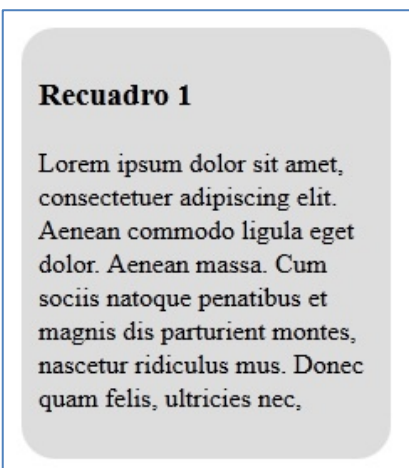 Recuadro 1
Lorem ipsum dolor sit amet,
consectetuer adipiscing elit.
Aenean commodo ligula eget
dolor. Aenean massa. Cum
sociis natoque penatibus et
magnis dis parturient montes,
nascetur ridiculus mus. Donec
quam felis, ultricies nec,